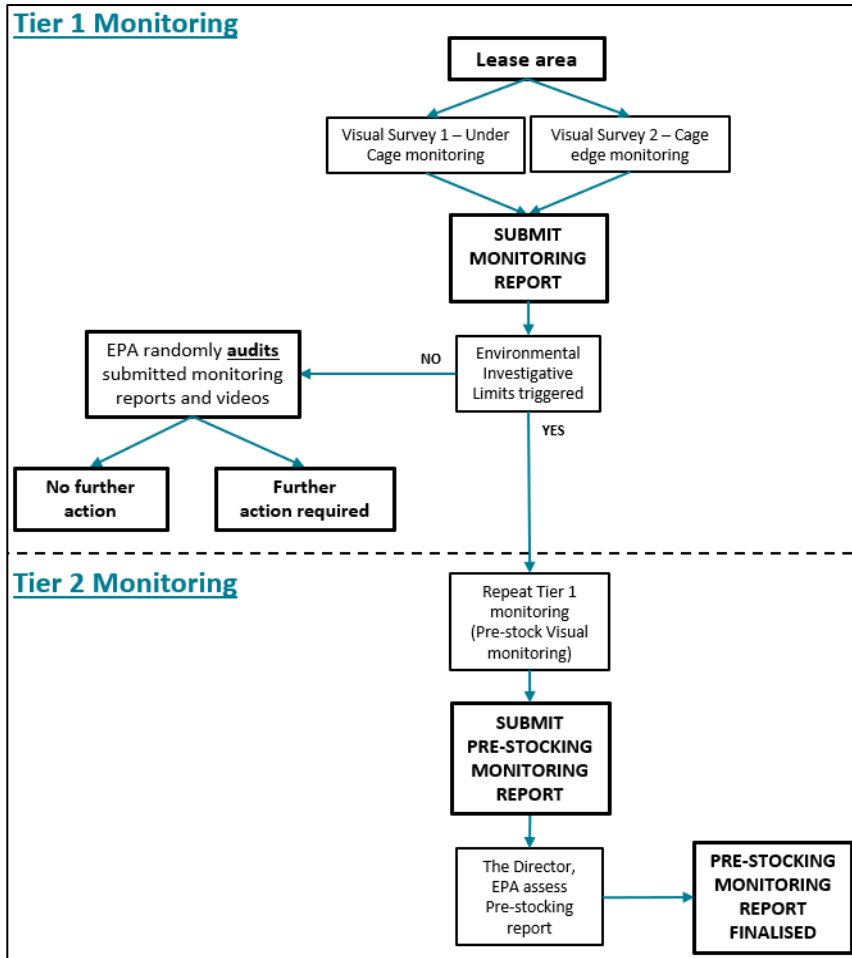 Tier 1 Monitoring
Lease area
Visual Survey 1 – Under
Cage monitoring
Visual Survey 2 – Cage
edge monitoring
SUBMIT
MONITORING
REPORT
EPA randomly audits
submitted monitoring
reports and videos
NO
Environmental
Investigative
Limits triggered
YES
No further
action
Further
action required
Tier 2 Monitoring
Repeat Tier 1
monitoring
(Pre-stock Visual
monitoring)
SUBMIT
PRE-STOCKING
MONITORING
REPORT
The Director,
EPA assess
Pre-stocking
report
PRE-STOCKING
MONITORING
REPORT
FINALISED